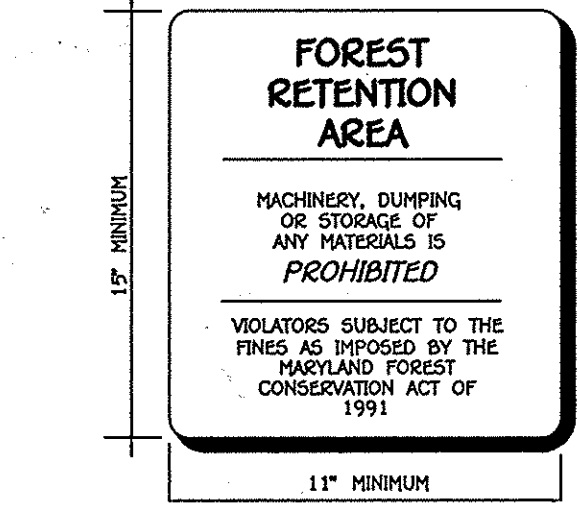 FOREST
RETENTION
AREA
MACHINERY, DUMPING
OR STORAGE OF
ANY MATERIALS IS
PROHIBITED
VIOLATORS SUBJECT TO THE
FINES AS IMPOSED BY THE
MARYLAND FOREST
CONSERVATION ACT OF
1991
15" MINIMUM
11" MINIMUM